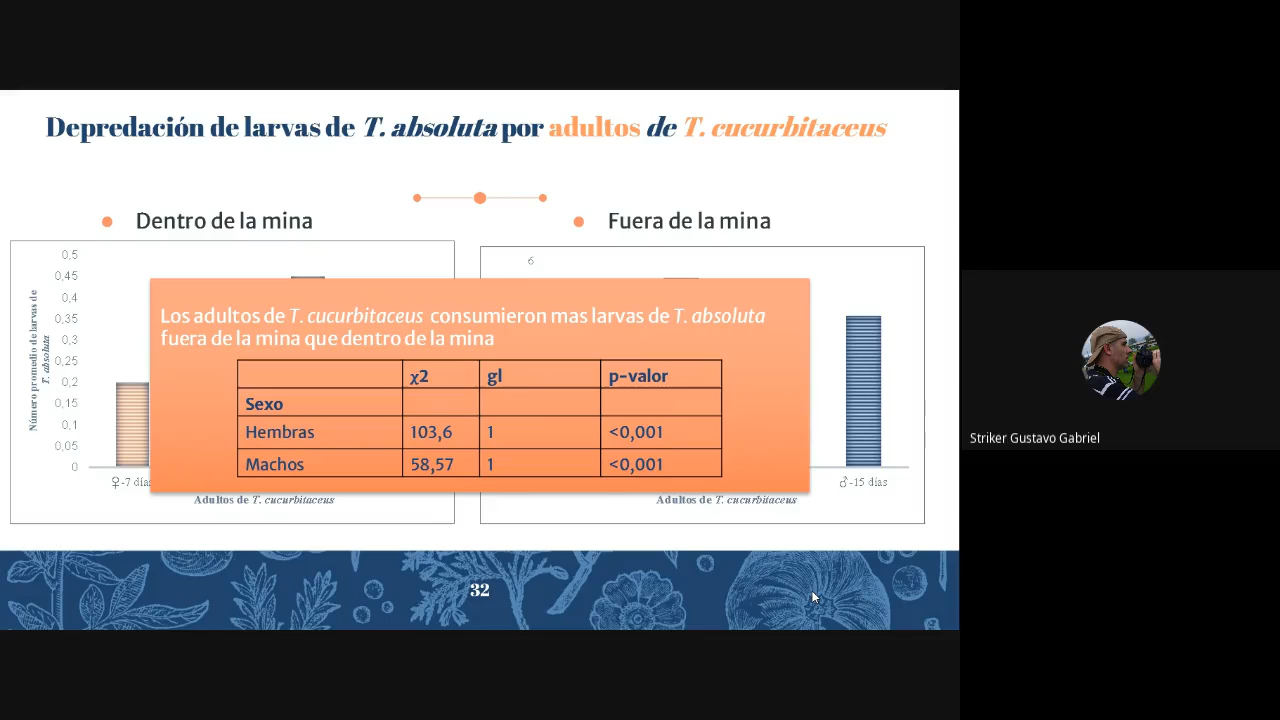 Depredación de larvas de T. absoluta por adultos de T. cucurbitaceus
Dentro de la mina
Fuera de la mina
0,5
0,45
0,4
0,35
0,3
0,25
0,2
0,15
0,1
0,05
0
Número promedio de larvas de
T. absoluta
6
Los adultos de T. cucurbitaceus consumieron mas larvas de T. absoluta
fuera de la mina que dentro de la mina
χ2 gl p-valor
Sexo
Hembras 103,6 1 <0,001
Machos 58,57 1 <0,001
♀-7 días
♂-15 días
Adultos de T. cucurbitaceus
Adultos de T. cucurbitaceus
32
Striker Gustavo Gabriel